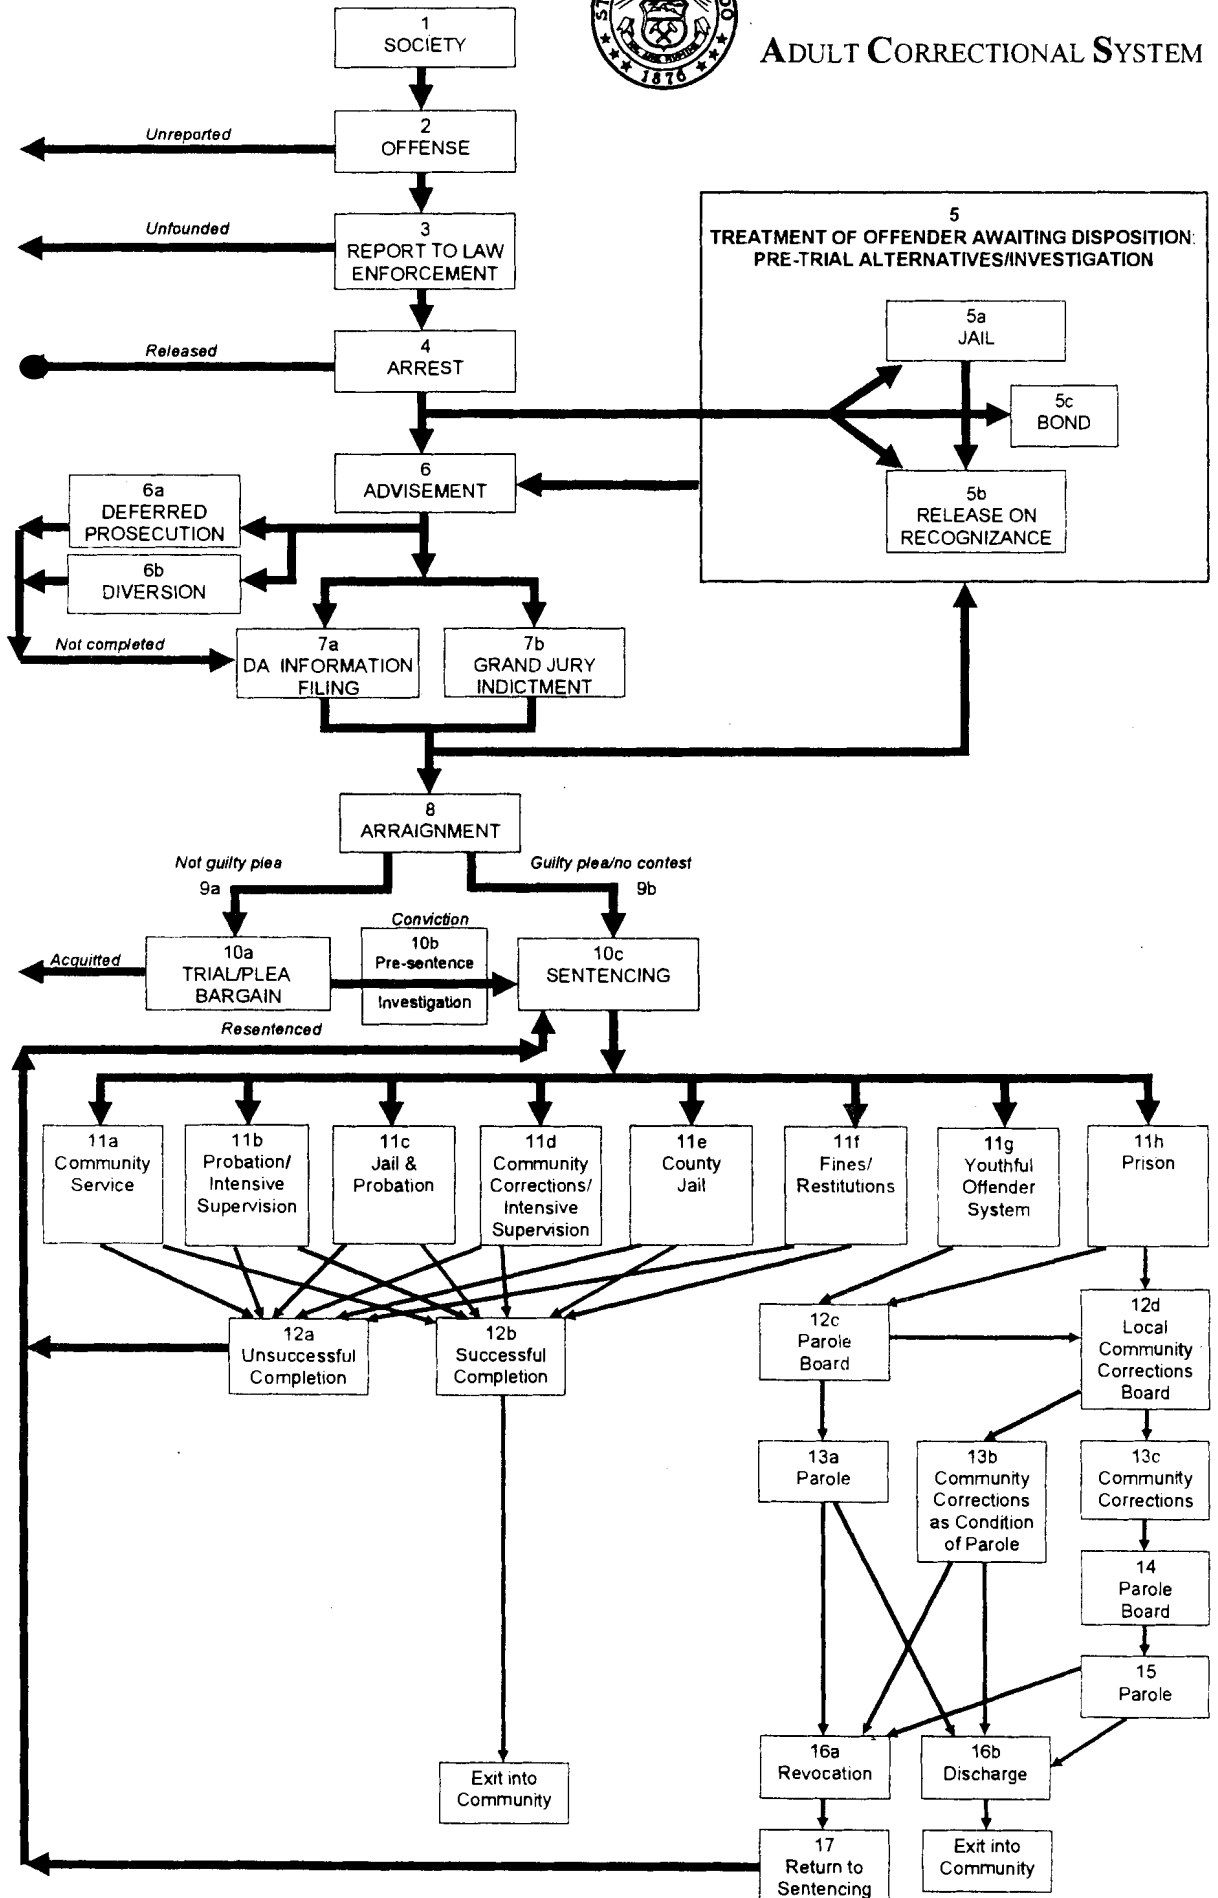 1
SOCIETY
1876
ADULT CORRECTIONAL SYSTEM
Unreported
2
OFFENSE
Unfounded
3
REPORT TO LAW
ENFORCEMENT
Released
4
ARREST
5
TREATMENT OF OFFENDER AWAITING DISPOSITION:
PRE-TRIAL ALTERNATIVES/INVESTIGATION
5a
JAIL
5c
BOND
5b
RELEASE ON
RECOGNIZANCE
6
ADVISEMENT
6a
DEFERRED
PROSECUTION
6b
DIVERSION
Not completed
7a
DA INFORMATION
FILING
7b
GRAND JURY
INDICTMENT
8
ARRAIGNMENT
Not guilty plea
9a
Guilty plea/no contest
9b
Acquitted
10a
TRIAL/PLEA
BARGAIN
Conviction
10b
Pre-sentence
Investigation
10c
SENTENCING
Resentenced
11a
Community
Service
11b
Probation/
Intensive
Supervision
11c
Jail &
Probation
11d
Community
Corrections/
Intensive
Supervision
11e
County
Jail
11f
Fines/
Restitutions
11g
Youthful
Offender
System
11h
Prison
12a
Unsuccessful
Completion
12b
Successful
Completion
12c
Parole
Board
12d
Local
Community
Corrections
Board
13a
Parole
13b
Community
Corrections
as Condition
of Parole
13c
Community
Corrections
14
Parole
Board
15
Parole
16a
Revocation
16b
Discharge
Exit into
Community
17
Return to
Sentencing
Exit into
Community